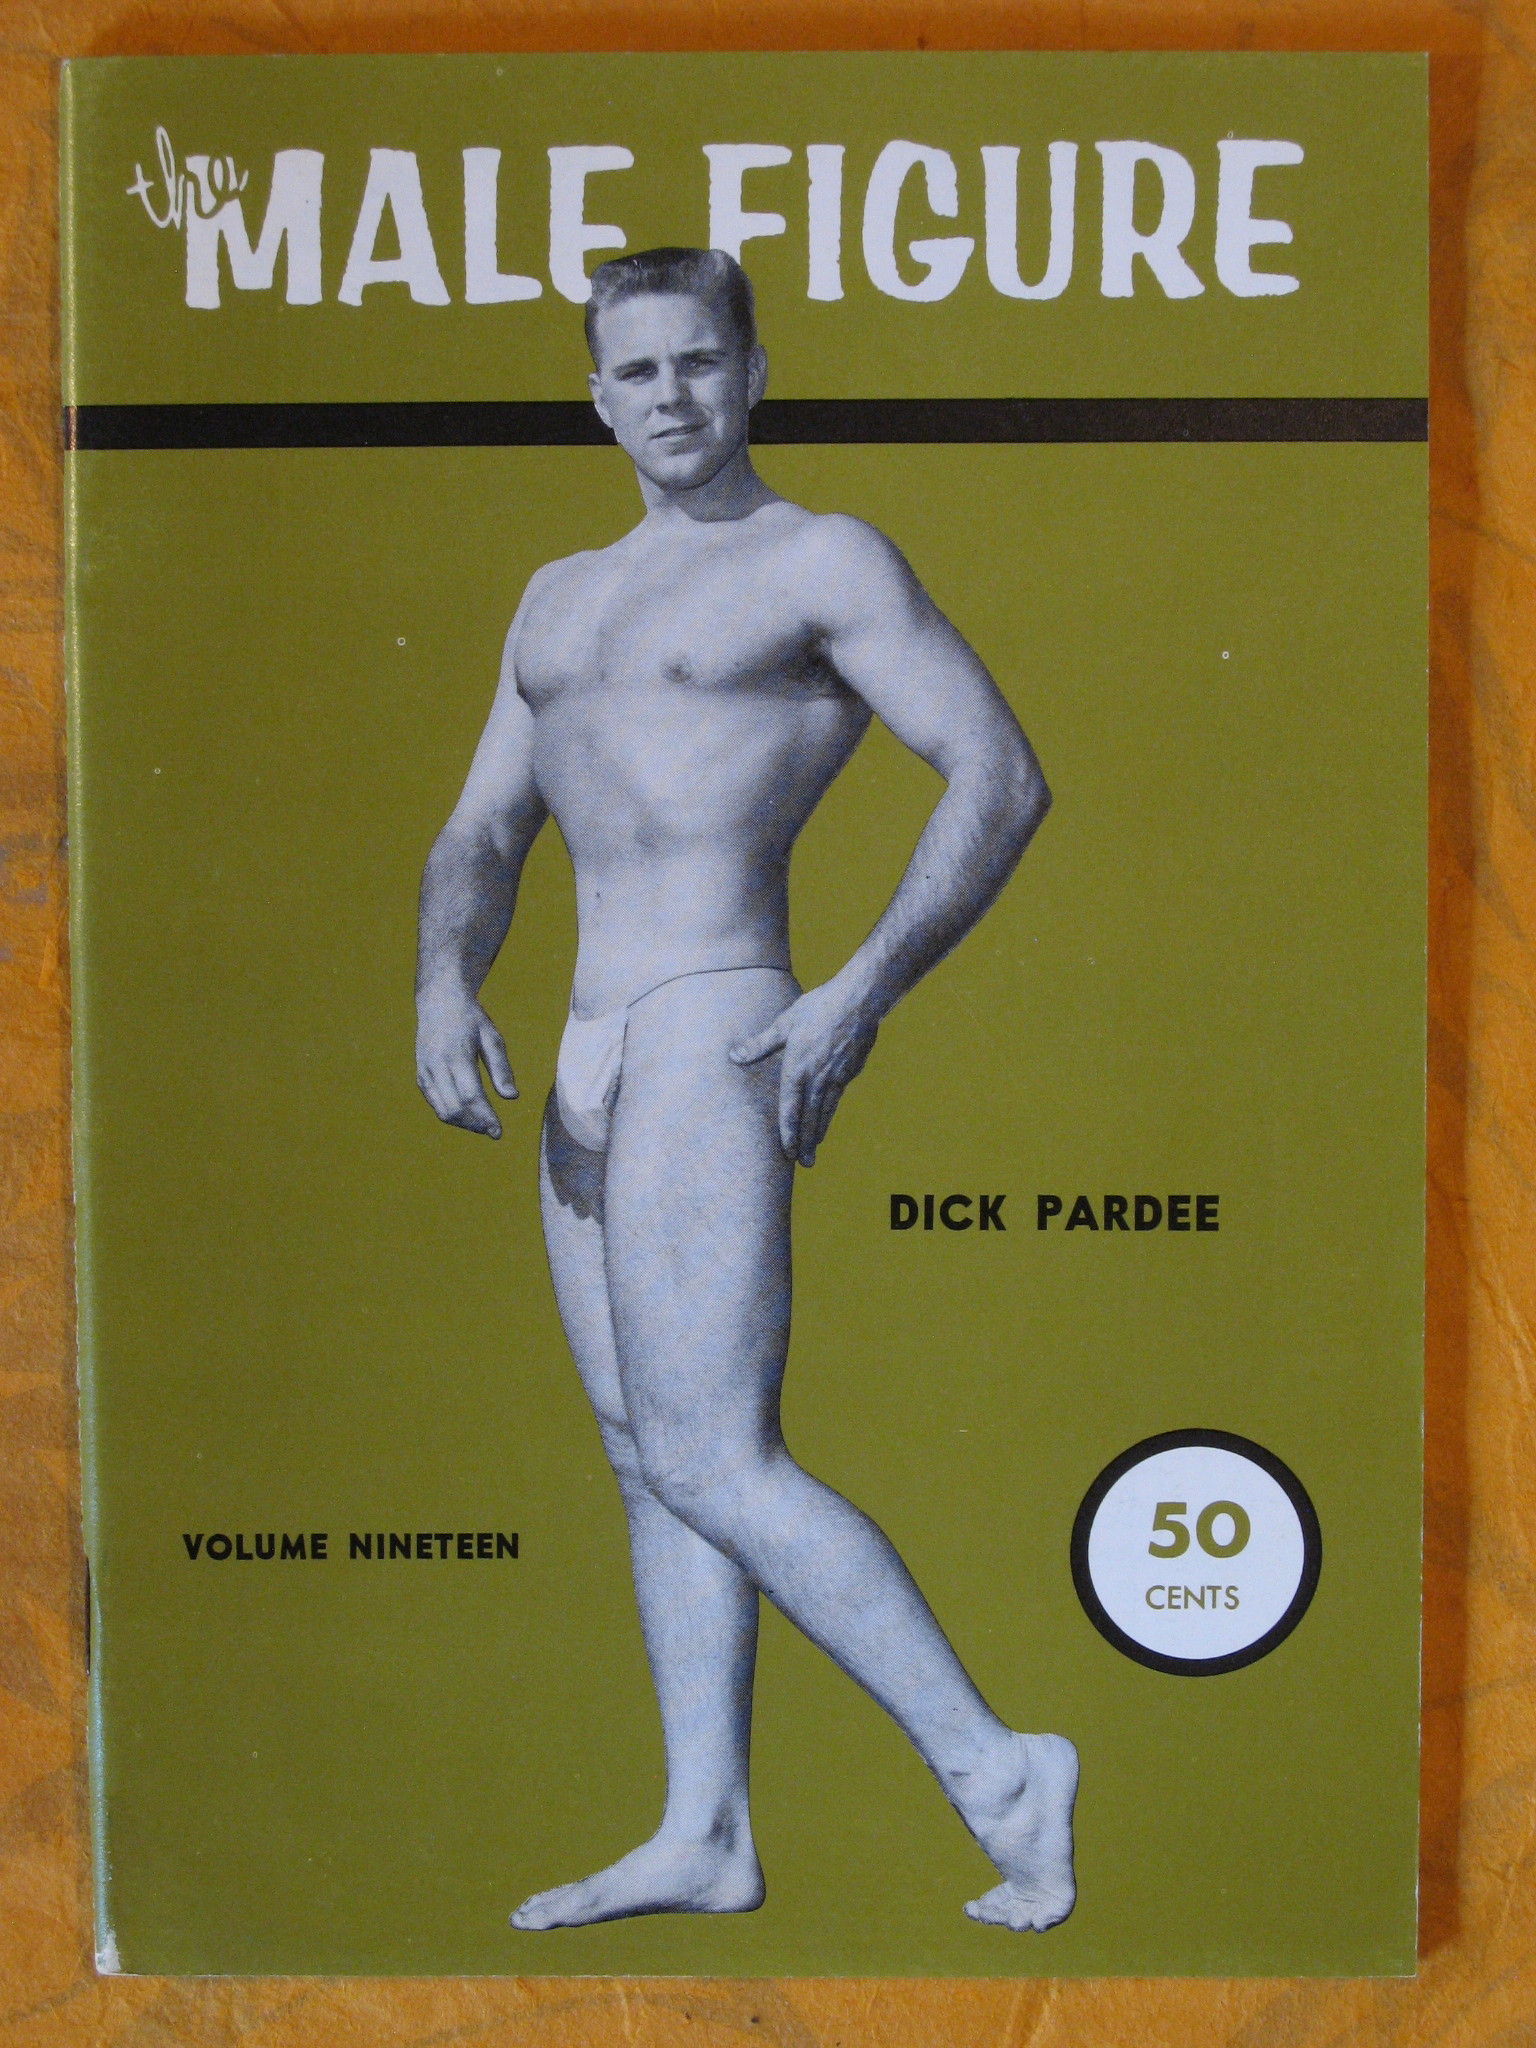 the MALE FIGURE
DICK PARDEE
VOLUME NINETEEN
50
CENTS